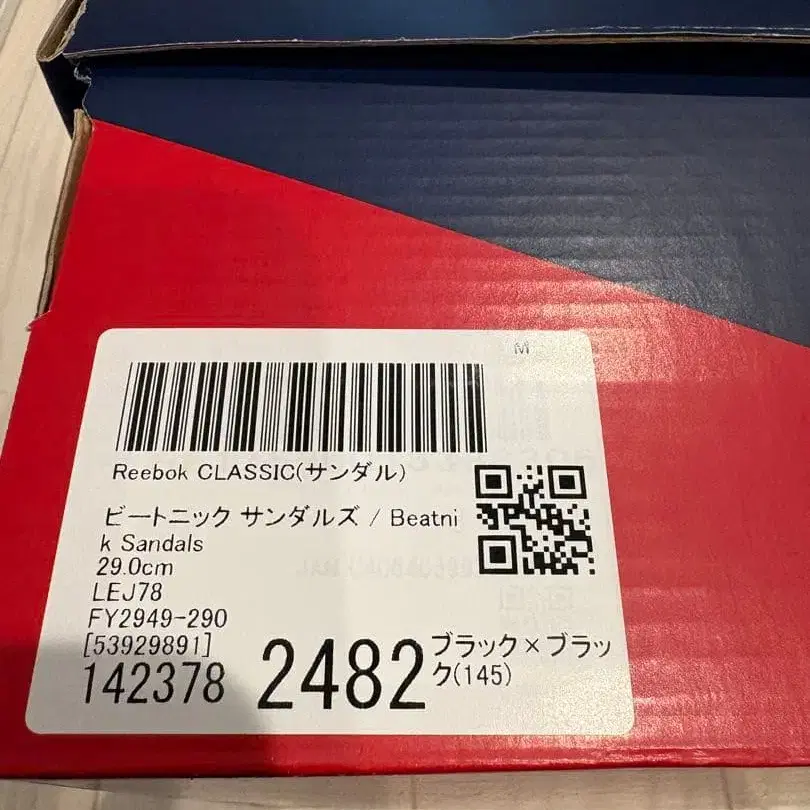 M
Reebok CLASSIC(サンダル)
ビートニック サンダルズ / Beatni
k Sandals
29.0cm
LEJ78
FY2949-290
[53929891]
142378
2482
ブラック×ブラッ
ク(145)